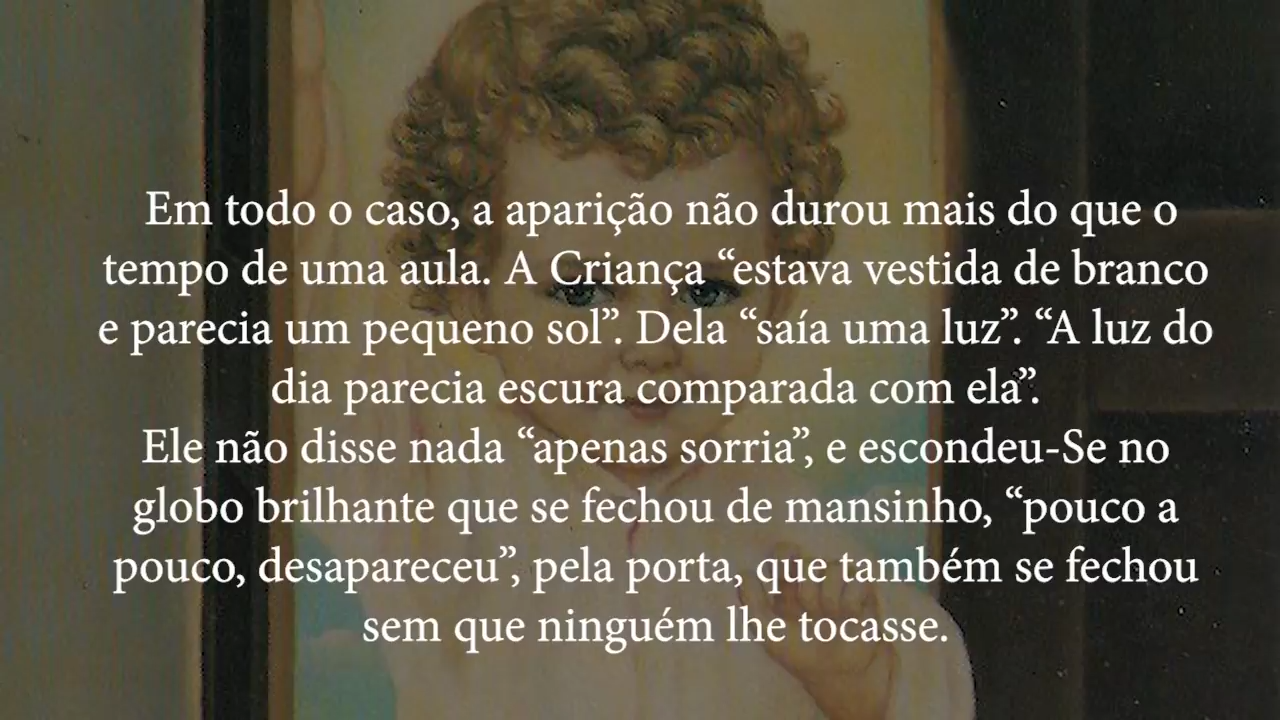 Em todo o caso, a aparição não durou mais do que o
tempo de uma aula. A Criança “estava vestida de branco
e parecia um pequeno sol”. Dela “saía uma luz”. “A luz do
dia parecia escura comparada com ela”.
Ele não disse nada “apenas sorria”, e escondeu-Se no
globo brilhante que se fechou de mansinho, “pouco a
pouco, desapareceu”, pela porta, que também se fechou
sem que ninguém lhe tocasse.